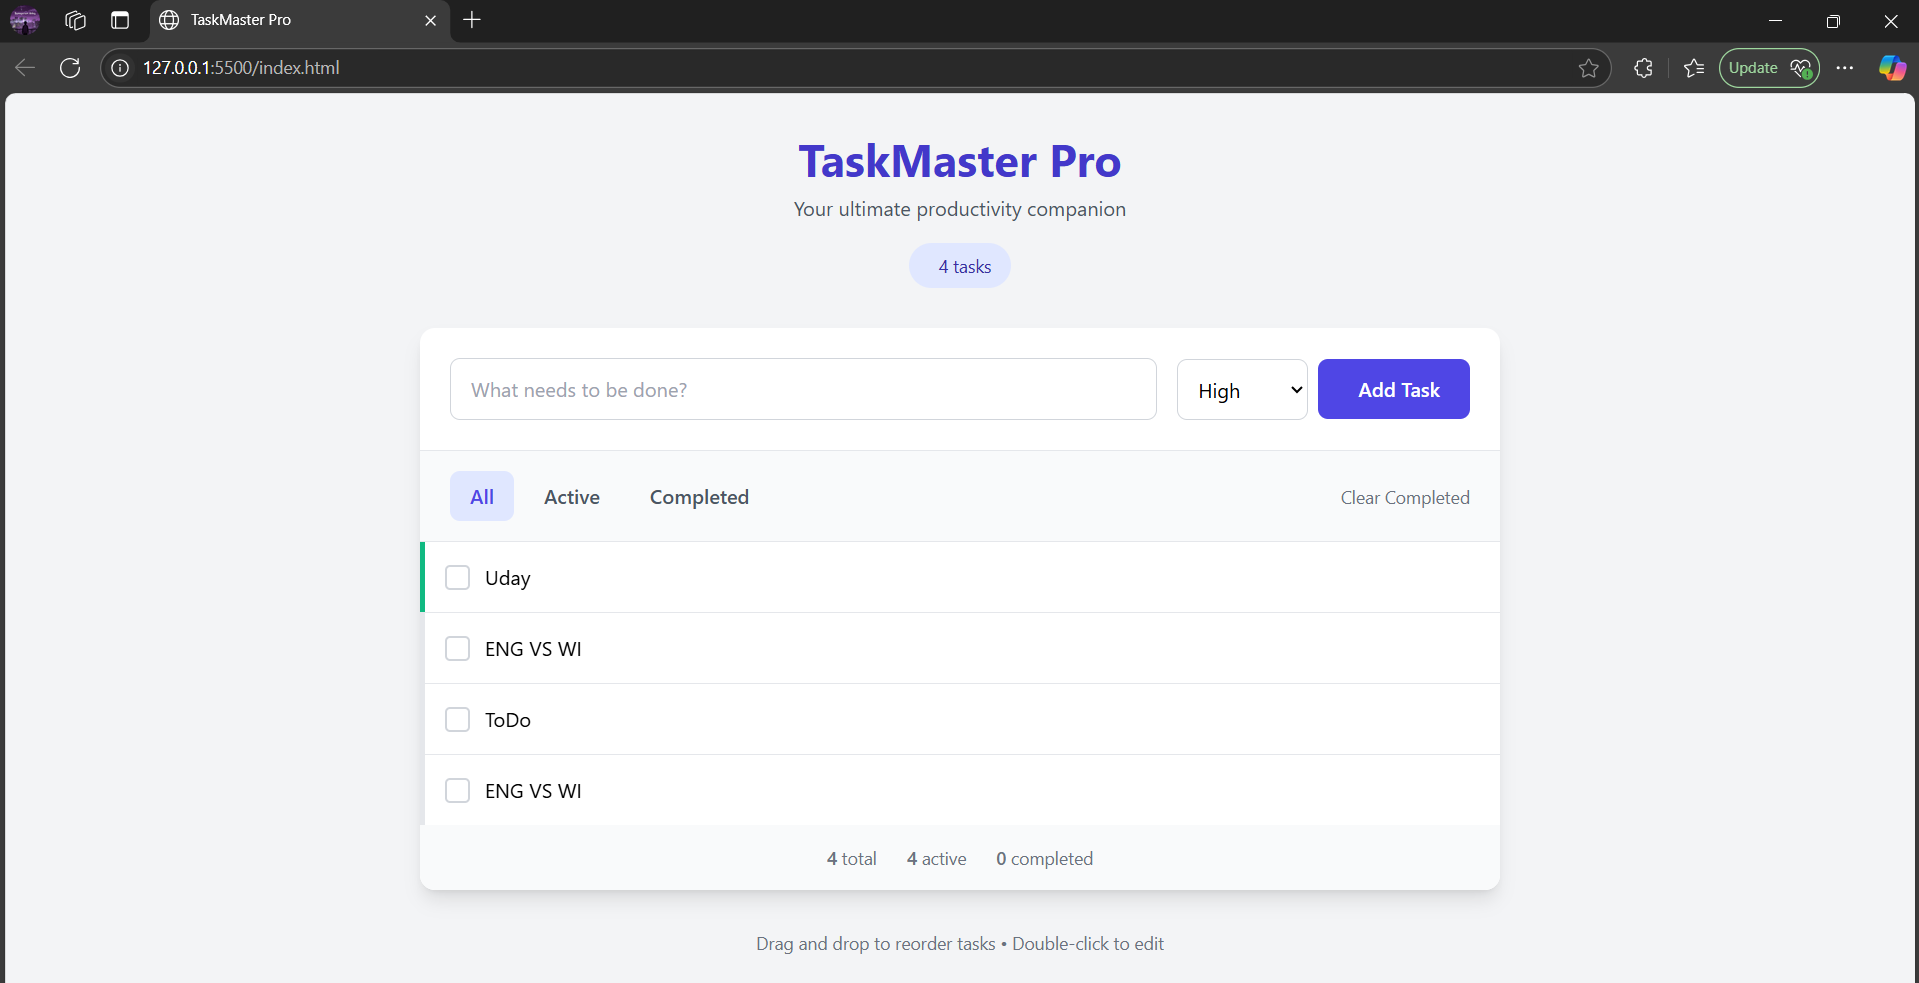 TaskMaster Pro
127.0.0.1:5500/index.html
Update
TaskMaster Pro
Your ultimate productivity companion
4 tasks
What needs to be done?
High
Add Task
All
Active
Completed
Clear Completed
Uday
ENG VS WI
ToDo
ENG VS WI
4 total 4 active 0 completed
Drag and drop to reorder tasks • Double-click to edit